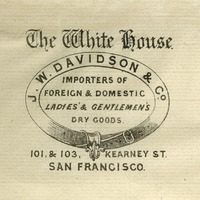 The White House.
J. W. DAVIDSON & Co
IMPORTERS OF
FOREIGN & DOMESTIC
LADIES' & GENTLEMEN'S
DRY GOODS.
101, & 103, KEARNEY ST.
SAN FRANCISCO.